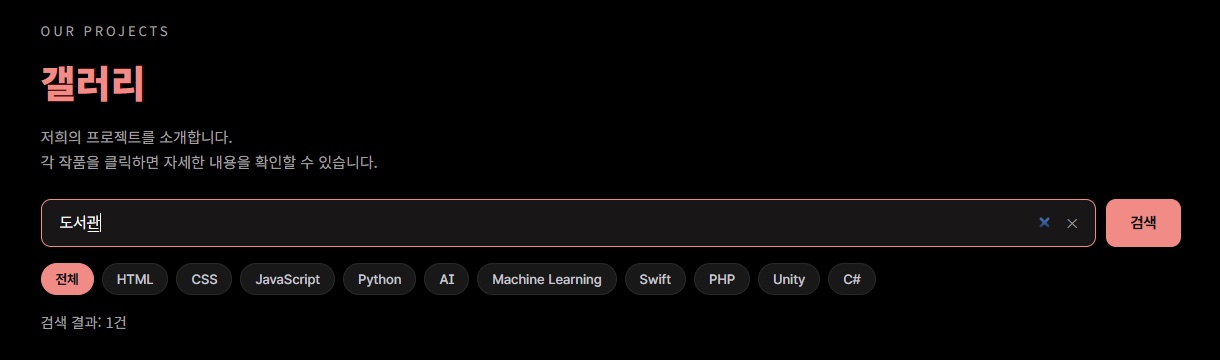 OUR PROJECTS
갤러리
저희의 프로젝트를 소개합니다.
각 작품을 클릭하면 자세한 내용을 확인할 수 있습니다.
도서관
검색
전체 HTML CSS JavaScript Python AI Machine Learning Swift PHP Unity C#
검색 결과: 1건